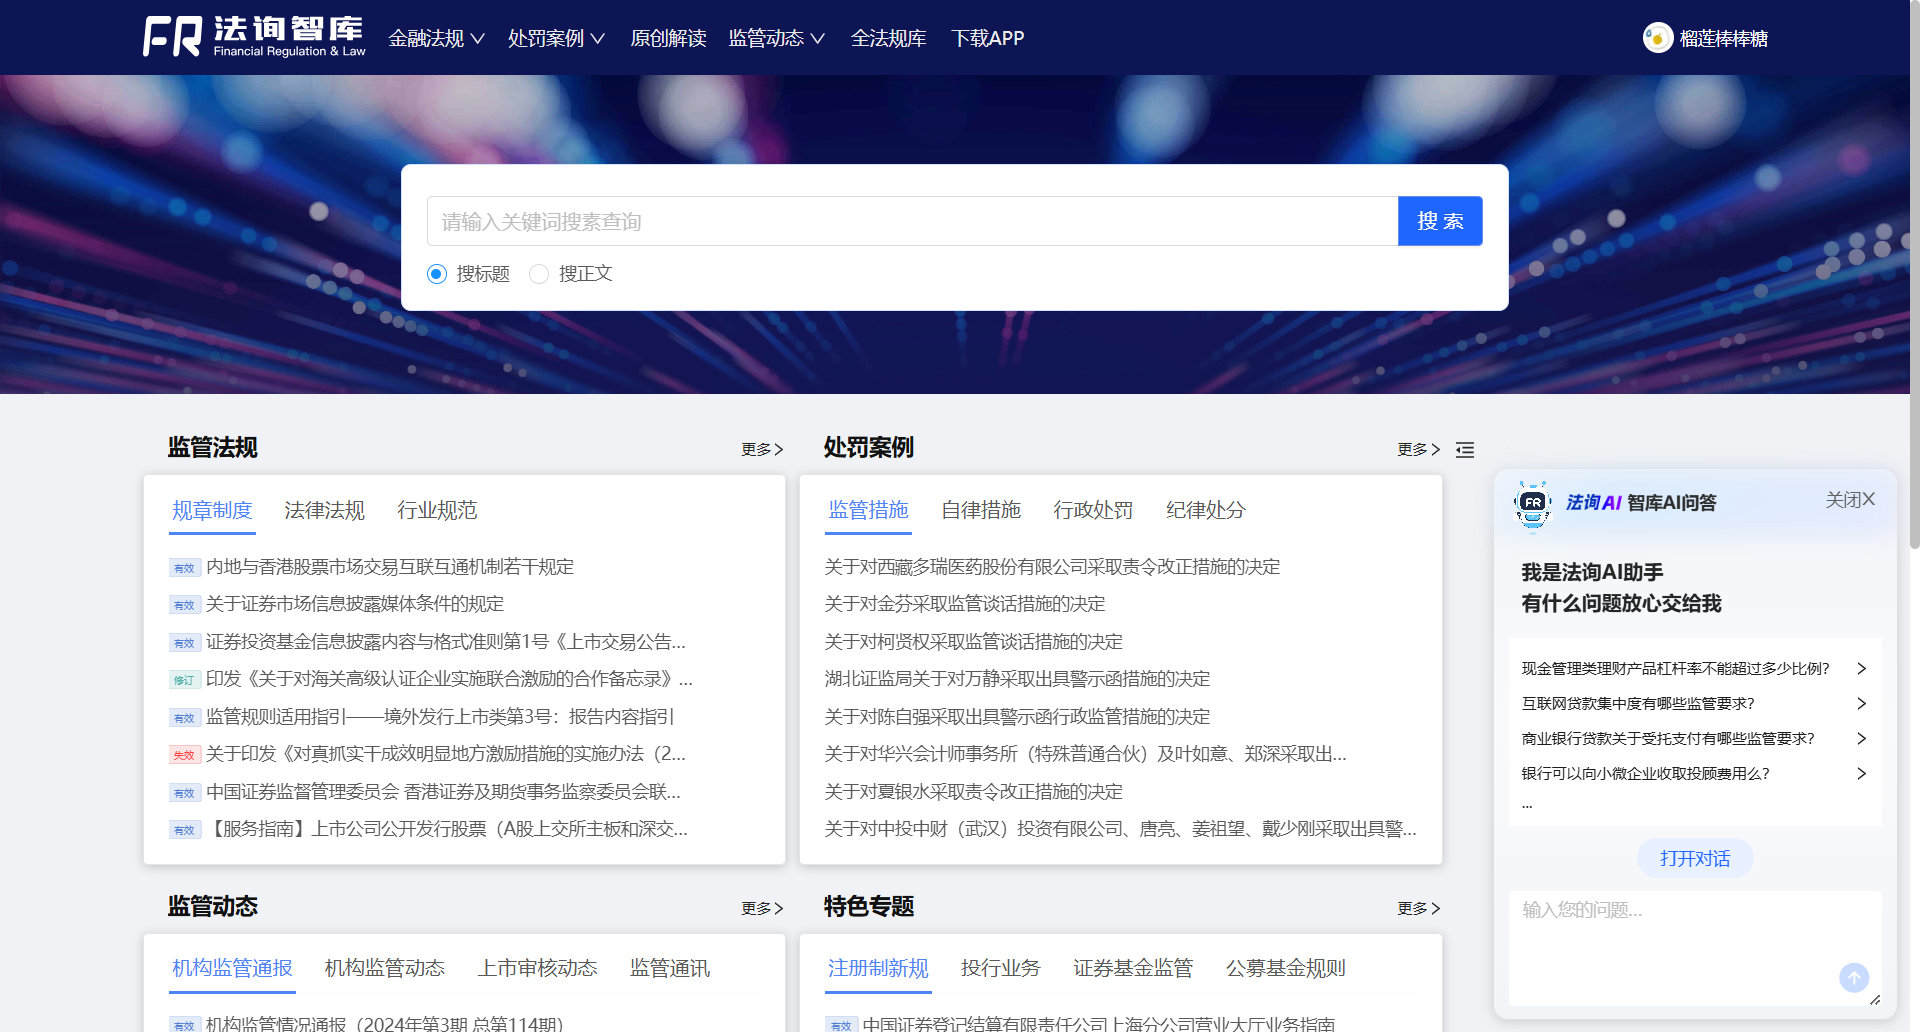 FR 法询智库
Financial Regulation & Law
金融法规 处罚案例 原创解读 监管动态 全法规库 下载APP
榴莲棒棒糖
请输入关键词搜素查询
搜 索
搜标题 搜正文
监管法规 更多
规章制度 法律法规 行业规范
有效 内地与香港股票市场交易互联互通机制若干规定
有效 关于证券市场信息披露媒体条件的规定
有效 证券投资基金信息披露内容与格式准则第1号《上市交易公告...
修订 印发《关于对海关高级认证企业实施联合激励的合作备忘录》...
有效 监管规则适用指引——境外发行上市类第3号：报告内容指引
失效 关于印发《对真抓实干成效明显地方激励措施的实施办法（2...
有效 中国证券监督管理委员会 香港证券及期货事务监察委员会联...
有效 【服务指南】上市公司公开发行股票（A股上交所主板和深交...
处罚案例 更多
监管措施 自律措施 行政处罚 纪律处分
关于对西藏多瑞医药股份有限公司采取责令改正措施的决定
关于对金芬采取监管谈话措施的决定
关于对柯贤权采取监管谈话措施的决定
湖北证监局关于对万静采取出具警示函措施的决定
关于对陈自强采取出具警示函行政监管措施的决定
关于对华兴会计师事务所（特殊普通合伙）及叶如意、郑深采取出...
关于对夏银水采取责令改正措施的决定
关于对中投中财（武汉）投资有限公司、唐亮、姜祖望、戴少刚采取出具警...
监管动态 更多
机构监管通报 机构监管动态 上市审核动态 监管通讯
有效 机构监管情况通报（2024年第3期 总第114期）
特色专题 更多
注册制新规 投行业务 证券基金监管 公募基金规则
有效 中国证券登记结算有限责任公司上海分公司营业大厅业务指南
FR 法询AI 智库AI问答 关闭X
我是法询AI助手
有什么问题放心交给我
现金管理类理财产品杠杆率不能超过多少比例？
互联网贷款集中度有哪些监管要求？
商业银行贷款关于受托支付有哪些监管要求？
银行可以向小微企业收取投顾费用么？
...
打开对话
输入您的问题...